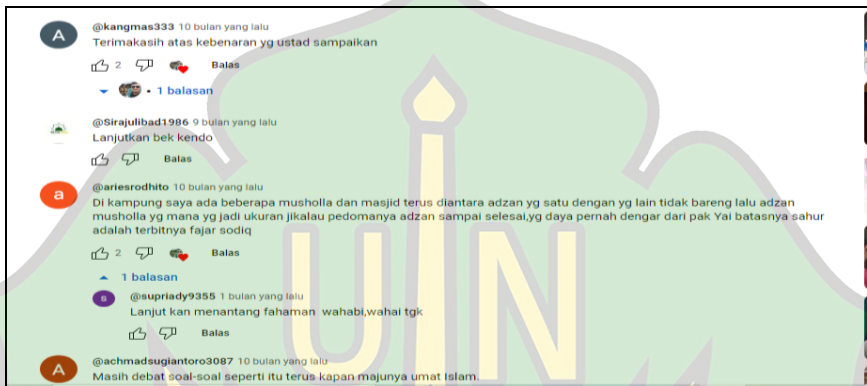 A
@kangmas333 10 bulan yang lalu
Terimakasih atas kebenaran yg ustad sampaikan
2 Balas
1 balasan
@Sirajulibad1986 9 bulan yang lalu
Lanjutkan bek kendo
Balas
a
@ariesrodhito 10 bulan yang lalu
Di kampung saya ada beberapa musholla dan masjid terus diantara adzan yg satu dengan yg lain tidak bareng lalu adzan
musholla yg mana yg jadi ukuran jikalau pedomanya adzan sampai selesai,yg daya pernah dengar dari pak Yai batasnya sahur
adalah terbitnya fajar sodiq
2 Balas
1 balasan
s
@supriady9355 1 bulan yang lalu
Lanjut kan menantang fahaman wahabi,wahai tgk
Balas
A
@achmadsugiantoro3087 10 bulan yang lalu
Masih debat soal-soal seperti itu terus kapan majunya umat Islam.
UIN